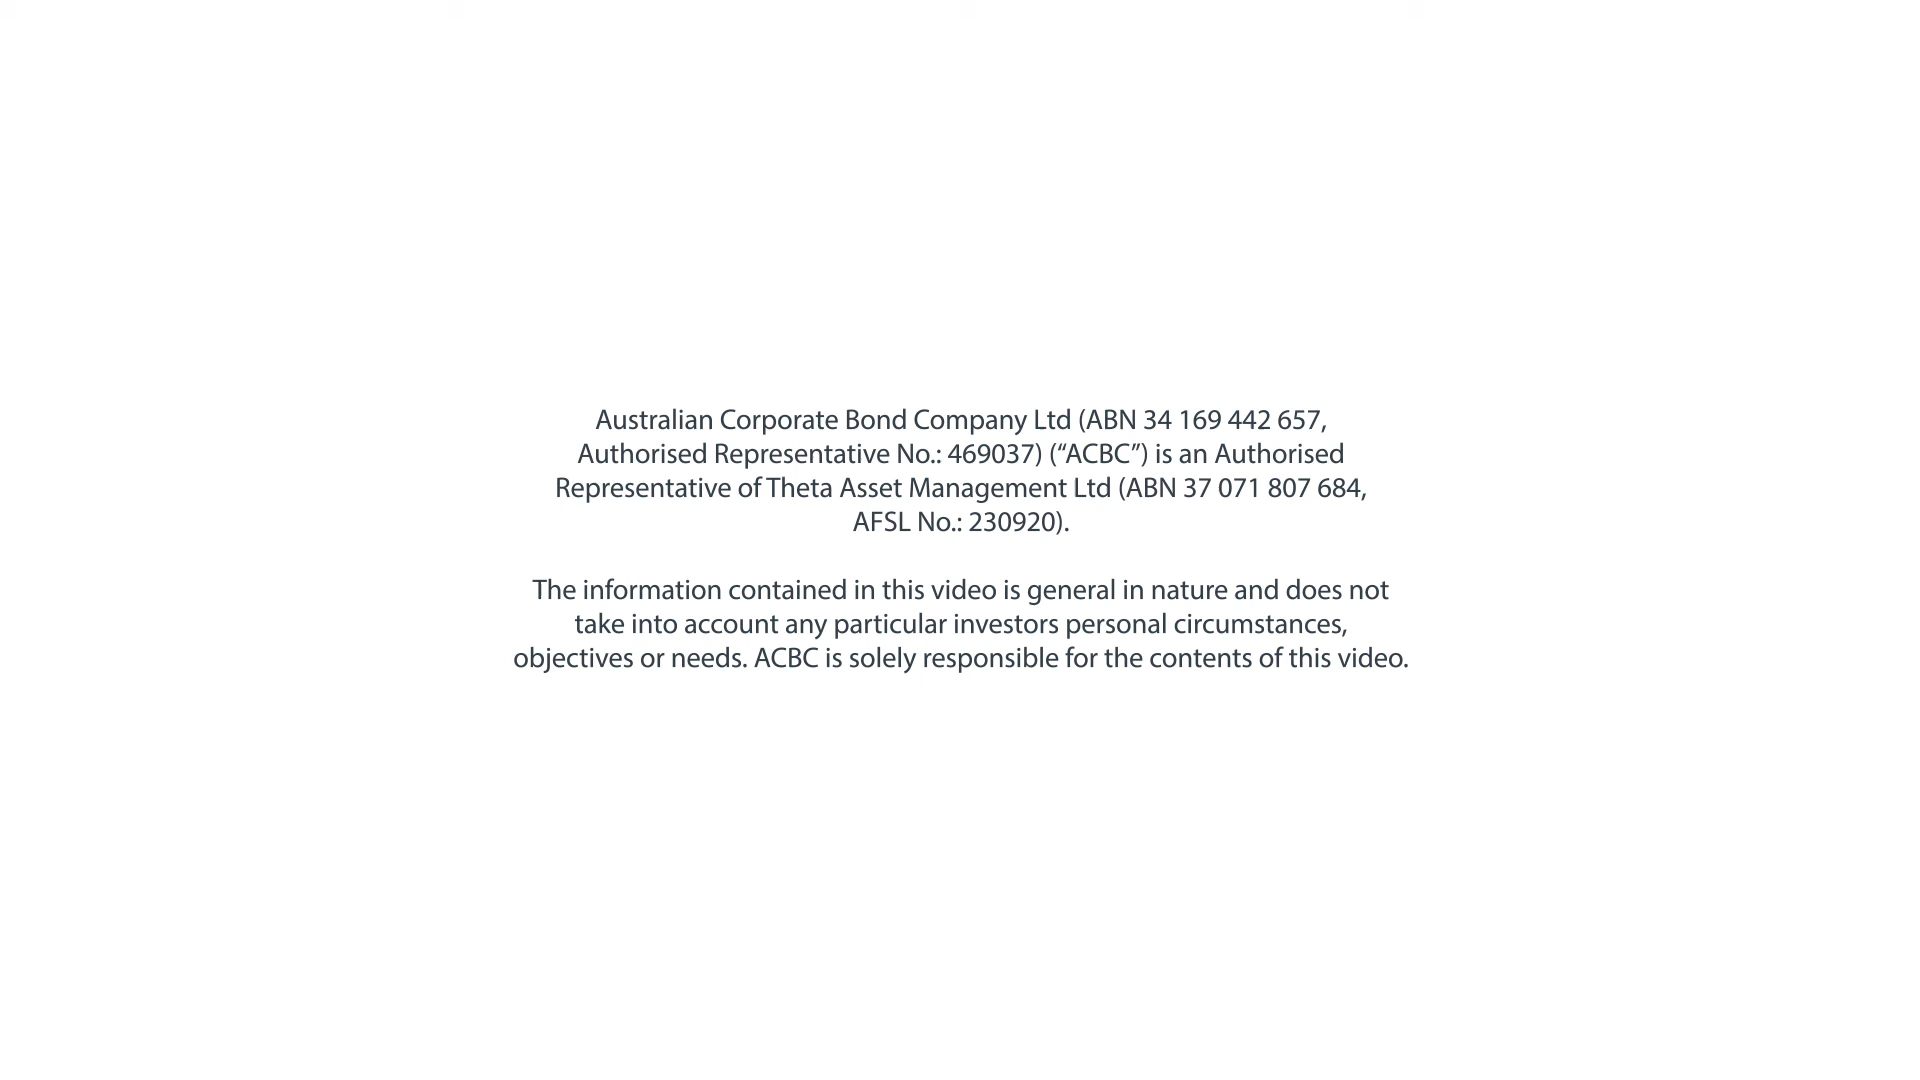 Australian Corporate Bond Company Ltd (ABN 34 169 442 657,
Authorised Representative No.: 469037) (“ACBC”) is an Authorised
Representative of Theta Asset Management Ltd (ABN 37 071 807 684,
AFSL No.: 230920).
The information contained in this video is general in nature and does not
take into account any particular investors personal circumstances,
objectives or needs. ACBC is solely responsible for the contents of this video.